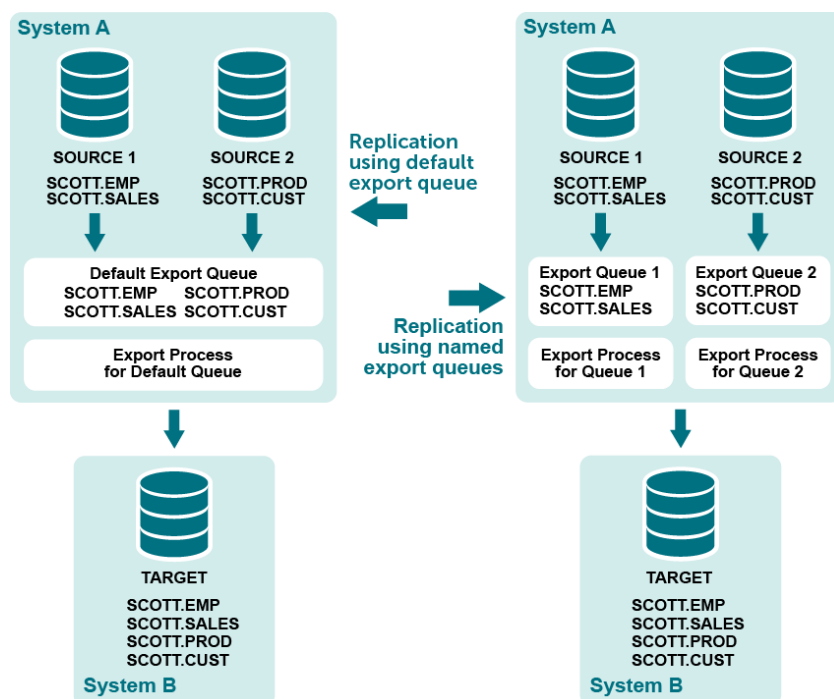 System A
SOURCE 1
SCOTT.EMP
SCOTT.SALES
SOURCE 2
SCOTT.PROD
SCOTT.CUST
Default Export Queue
SCOTT.EMP SCOTT.PROD
SCOTT.SALES SCOTT.CUST
Export Process
for Default Queue
TARGET
SCOTT.EMP
SCOTT.SALES
SCOTT.PROD
SCOTT.CUST
System B
Replication
using default
export queue
Replication
using named
export queues
System A
SOURCE 1
SCOTT.EMP
SCOTT.SALES
SOURCE 2
SCOTT.PROD
SCOTT.CUST
Export Queue 1
SCOTT.EMP
SCOTT.SALES
Export Queue 2
SCOTT.PROD
SCOTT.CUST
Export Process
for Queue 1
Export Process
for Queue 2
TARGET
SCOTT.EMP
SCOTT.SALES
SCOTT.PROD
SCOTT.CUST
System B